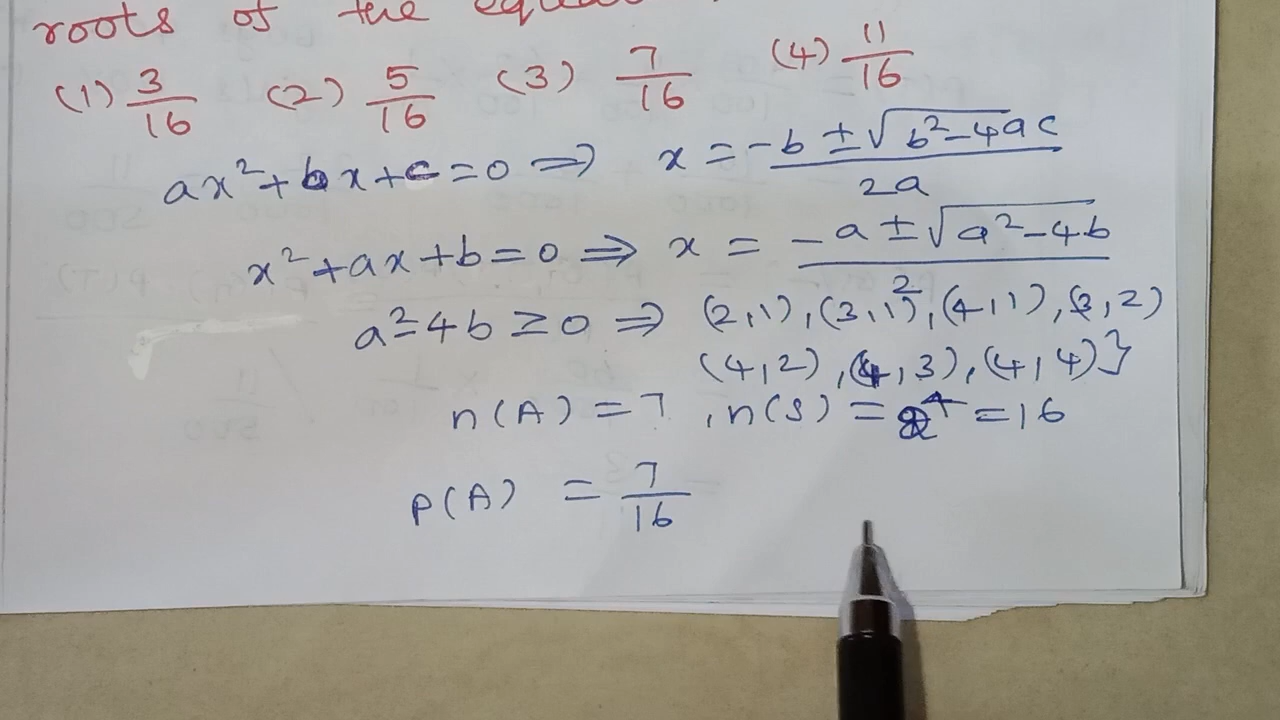 roots of the equat
(1) 3/16 (2) 5/16 (3) 7/16 (4) 11/16
ax²+bx+c=0 ⇒ x = -b ± √b²-4ac / 2a
x²+ax+b=0 ⇒ x = -a ± √a²-4b / 2
a²-4b ≥ 0 ⇒ (2,1),(3,1),(4,1),(3,2)
(4,2),(4,3),(4,4)}
n(A) = 7, n(S) = 2⁴ = 16
P(A) = 7/16